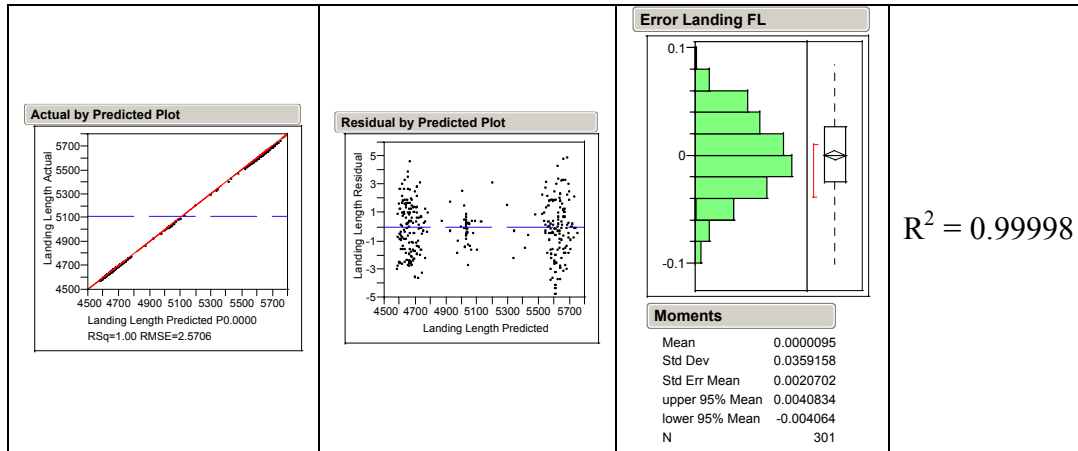 Actual by Predicted Plot
Landing Length Actual
5700
5500
5300
5100
4900
4700
4500
4500 4700 4900 5100 5300 5500 5700
Landing Length Predicted P0.0000
RSq=1.00 RMSE=2.5706
Residual by Predicted Plot
Landing Length Residual
5
3
1
-1
-3
-5
4500 4700 4900 5100 5300 5500 5700
Landing Length Predicted
Error Landing FL
0.1
0
-0.1
Moments
Mean 0.0000095
Std Dev 0.0359158
Std Err Mean 0.0020702
upper 95% Mean 0.0040834
lower 95% Mean -0.004064
N 301
R² = 0.99998